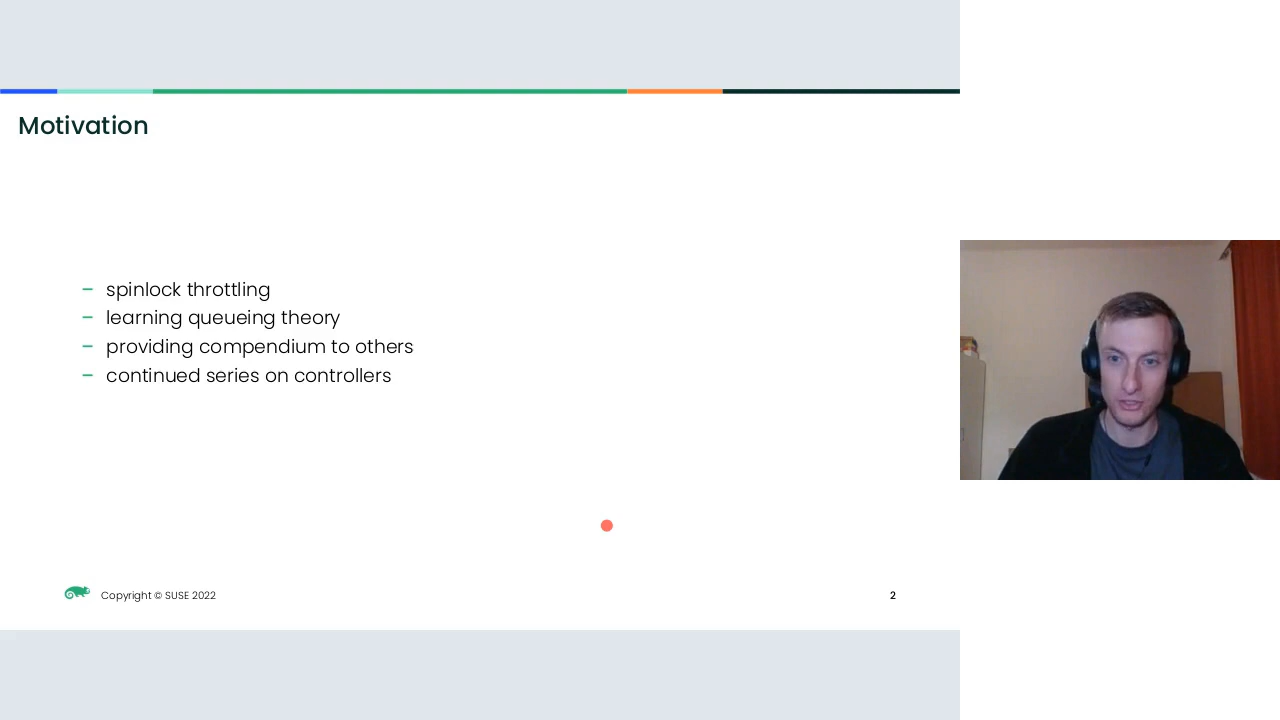 Motivation
– spinlock throttling
– learning queueing theory
– providing compendium to others
– continued series on controllers
Copyright © SUSE 2022
2